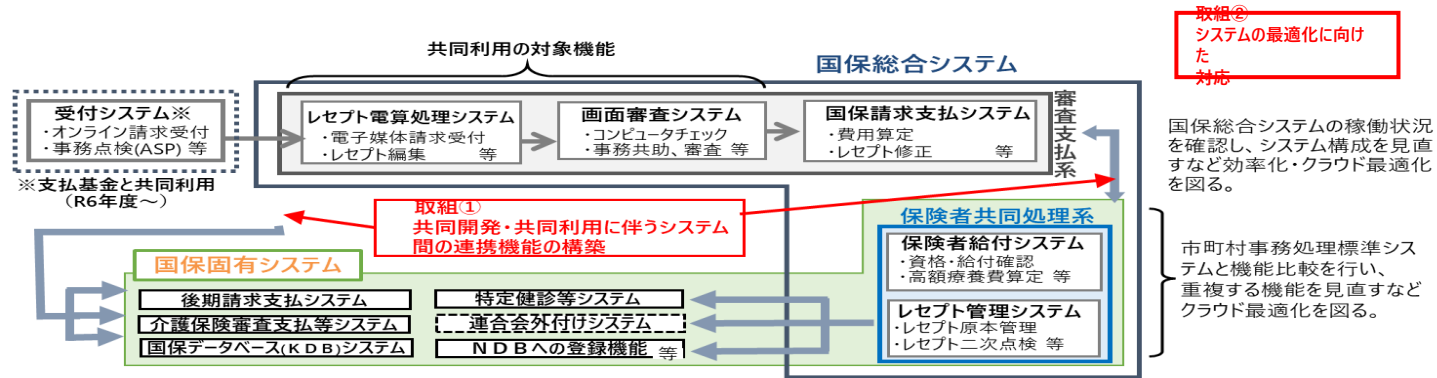 取組②
システムの最適化に向け
た
対応
共同利用の対象機能
国保総合システム
受付システム※
・オンライン請求受付
・事務点検(ASP) 等
※支払基金と共同利用
（R6年度～）
レセプト電算処理システム
・電子媒体請求受付
・レセプト編集 等
画面審査システム
・コンピュータチェック
・事務共助、審査 等
国保請求支払システム
・費用算定
・レセプト修正 等
審査支払系
国保総合システムの稼働状況
を確認し、システム構成を見直
すなど効率化・クラウド最適化
を図る。
取組①
共同開発・共同利用に伴うシステム
間の連携機能の構築
保険者共同処理系
保険者給付システム
・資格・給付確認
・高額療養費算定 等
レセプト管理システム
・レセプト原本管理
・レセプト二次点検 等
市町村事務処理標準シス
テムと機能比較を行い、
重複する機能を見直すなど
クラウド最適化を図る。
国保固有システム
後期請求支払システム
介護保険審査支払等システム
国保データベース(ＫＤＢ)システム
特定健診等システム
連合会外付けシステム
ＮＤＢへの登録機能 等